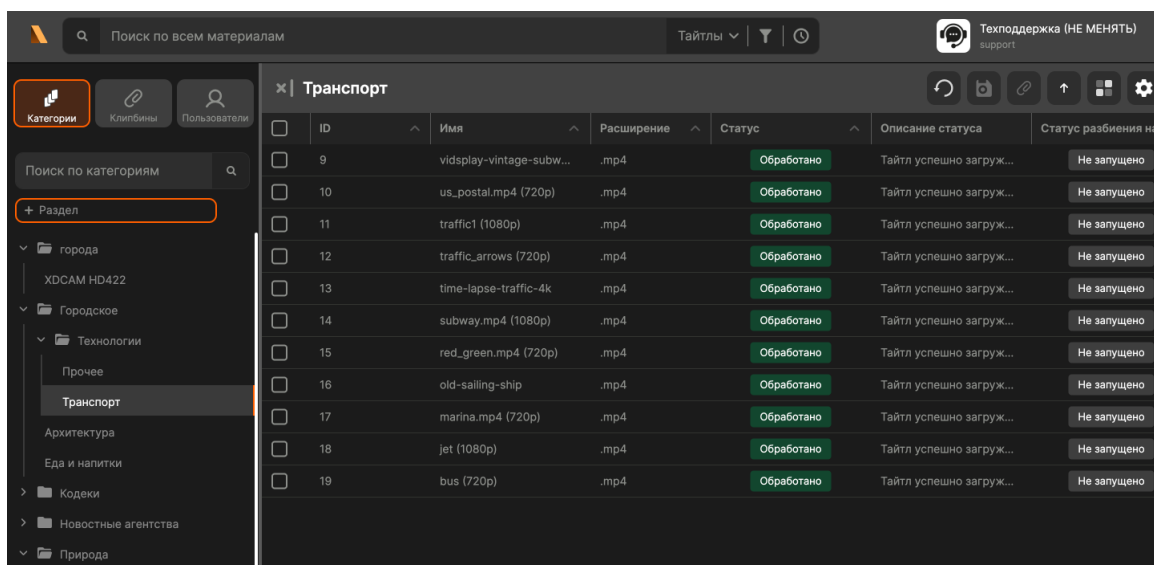 Поиск по всем материалам
Тайтлы
Техподдержка (НЕ МЕНЯТЬ)
support
Категории
Клипбины
Пользователи
Поиск по категориям
+ Раздел
города
XDCAM HD422
Городское
Технологии
Прочее
Транспорт
Архитектура
Еда и напитки
Кодеки
Новостные агентства
Природа
Транспорт
ID Имя Расширение Статус Описание статуса Статус разбиения на
9 vidsplay-vintage-subw... .mp4 Обработано Тайтл успешно загруж... Не запущено
10 us_postal.mp4 (720p) .mp4 Обработано Тайтл успешно загруж... Не запущено
11 traffic1 (1080p) .mp4 Обработано Тайтл успешно загруж... Не запущено
12 traffic_arrows (720p) .mp4 Обработано Тайтл успешно загруж... Не запущено
13 time-lapse-traffic-4k .mp4 Обработано Тайтл успешно загруж... Не запущено
14 subway.mp4 (1080p) .mp4 Обработано Тайтл успешно загруж... Не запущено
15 red_green.mp4 (720p) .mp4 Обработано Тайтл успешно загруж... Не запущено
16 old-sailing-ship .mp4 Обработано Тайтл успешно загруж... Не запущено
17 marina.mp4 (720p) .mp4 Обработано Тайтл успешно загруж... Не запущено
18 jet (1080p) .mp4 Обработано Тайтл успешно загруж... Не запущено
19 bus (720p) .mp4 Обработано Тайтл успешно загруж... Не запущено